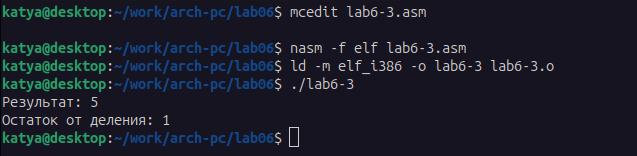 katya@desktop:~/work/arch-pc/lab06$ mcedit lab6-3.asm
katya@desktop:~/work/arch-pc/lab06$ nasm -f elf lab6-3.asm
katya@desktop:~/work/arch-pc/lab06$ ld -m elf_i386 -o lab6-3 lab6-3.o
katya@desktop:~/work/arch-pc/lab06$ ./lab6-3
Результат: 5
Остаток от деления: 1
katya@desktop:~/work/arch-pc/lab06$